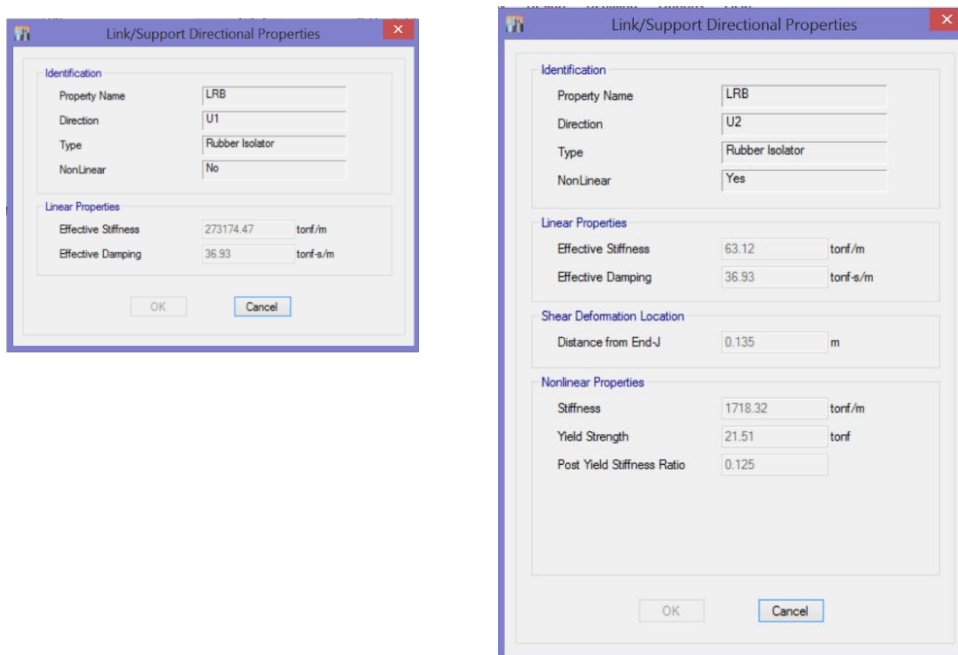 Link/Support Directional Properties
Identification
Property Name LRB
Direction U1
Type Rubber Isolator
NonLinear No
Linear Properties
Effective Stiffness 273174.47 tonf/m
Effective Damping 36.93 tonf-s/m
OK Cancel
Link/Support Directional Properties
Identification
Property Name LRB
Direction U2
Type Rubber Isolator
NonLinear Yes
Linear Properties
Effective Stiffness 63.12 tonf/m
Effective Damping 36.93 tonf-s/m
Shear Deformation Location
Distance from End-J 0.135 m
Nonlinear Properties
Stiffness 1718.32 tonf/m
Yield Strength 21.51 tonf
Post Yield Stiffness Ratio 0.125
OK Cancel